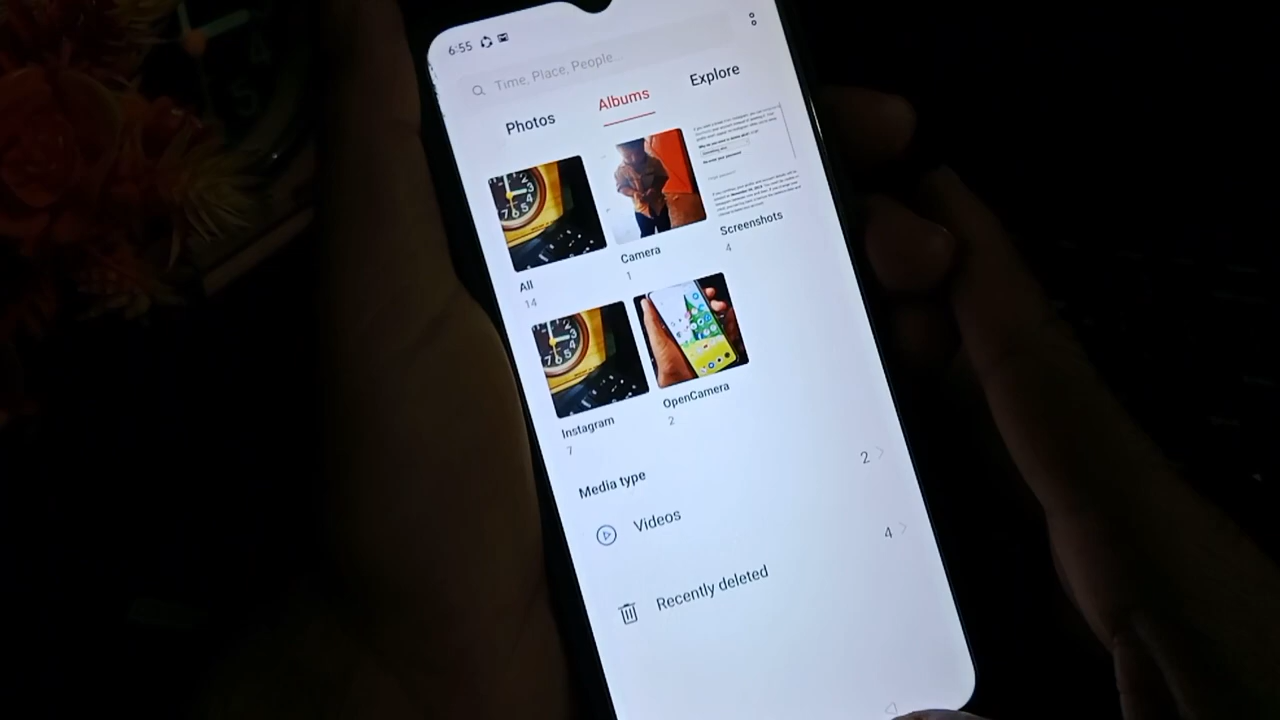 6:55
Time, Place, People...
Photos
Albums
Explore
All
14
Camera
1
Screenshots
4
Instagram
7
OpenCamera
2
Media type
Videos
2
Recently deleted
4